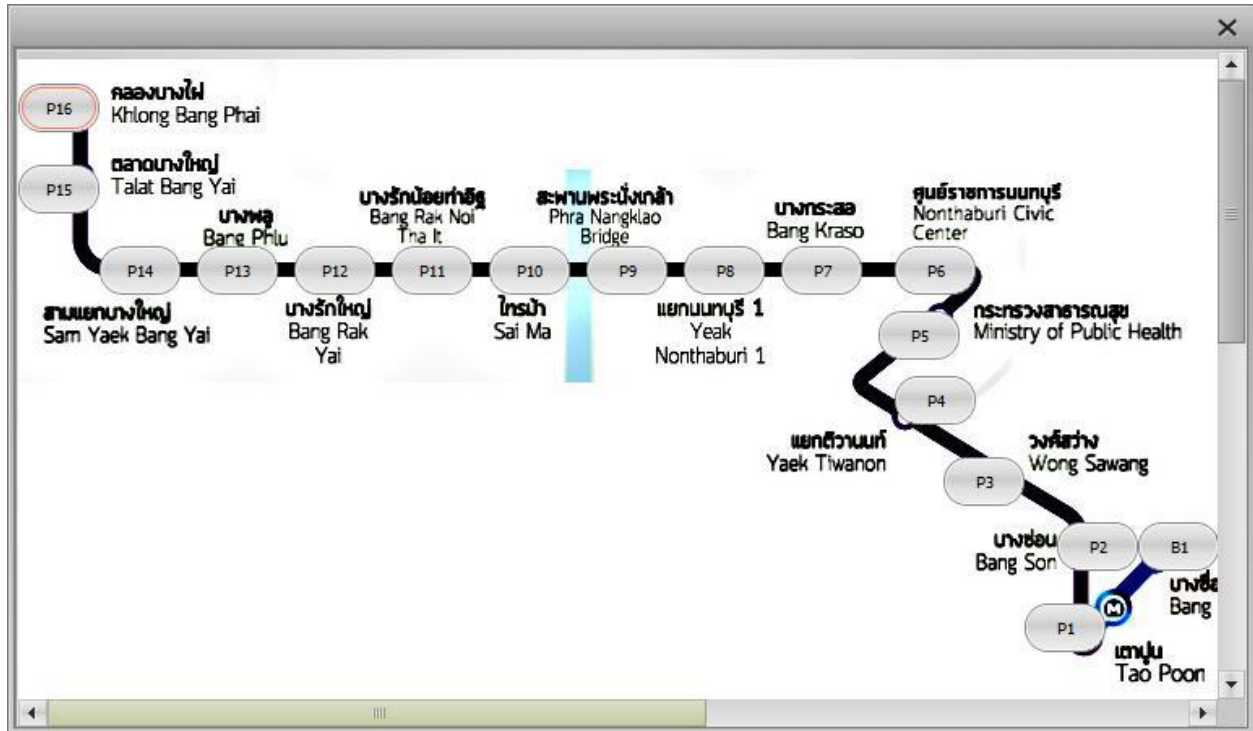 P16
คลองบางไผ่
Khlong Bang Phai
P15
ตลาดบางใหญ่
Talat Bang Yai
P14
สามแยกบางใหญ่
Sam Yaek Bang Yai
บางพลู
Bang Phlu
P13
P12
บางรักใหญ่
Bang Rak
Yai
บางรักน้อยท่าอิฐ
Bang Rak Noi
Tha It
P11
P10
ไทรม้า
Sai Ma
สะพานพระนั่งเกล้า
Phra Nangklao
Bridge
P9
P8
แยกนนทบุรี 1
Yeak
Nonthaburi 1
บางกระสอ
Bang Kraso
P7
ศูนย์ราชการนนทบุรี
Nonthaburi Civic
Center
P6
P5
กระทรวงสาธารณสุข
Ministry of Public Health
P4
แยกติวานนท์
Yaek Tiwanon
วงศ์สว่าง
Wong Sawang
P3
บางซ่อน
Bang Son
P2
B1
บางซื่อ
Bang
P1
M
เตาปูน
Tao Poon